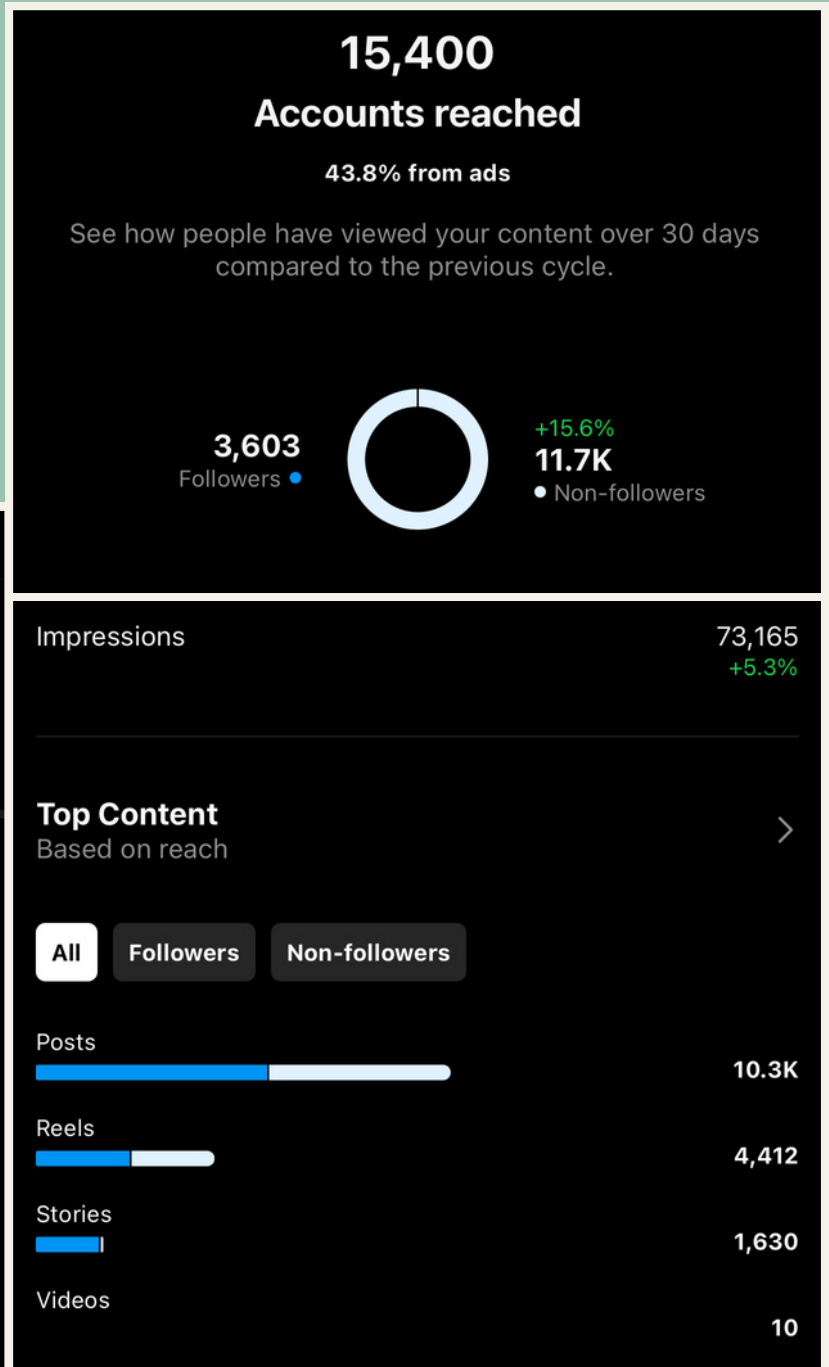 15,400
Accounts reached
43.8% from ads
See how people have viewed your content over 30 days
compared to the previous cycle.
3,603
Followers
+15.6%
11.7K
Non-followers
Impressions
73,165
+5.3%
Top Content
Based on reach
All
Followers
Non-followers
Posts
10.3K
Reels
4,412
Stories
1,630
Videos
10